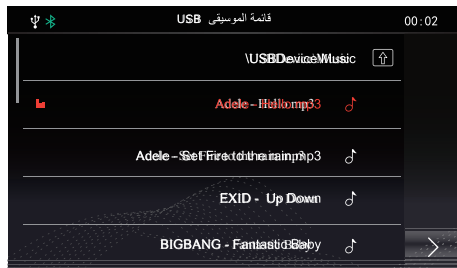 قائمة الموسيقى USB
00:02
\USBDevice\Music
Adele - Hello.mp3
Adele - Set Fire to the rain.mp3
EXID - Up Down
BIGBANG - Fantastic Baby